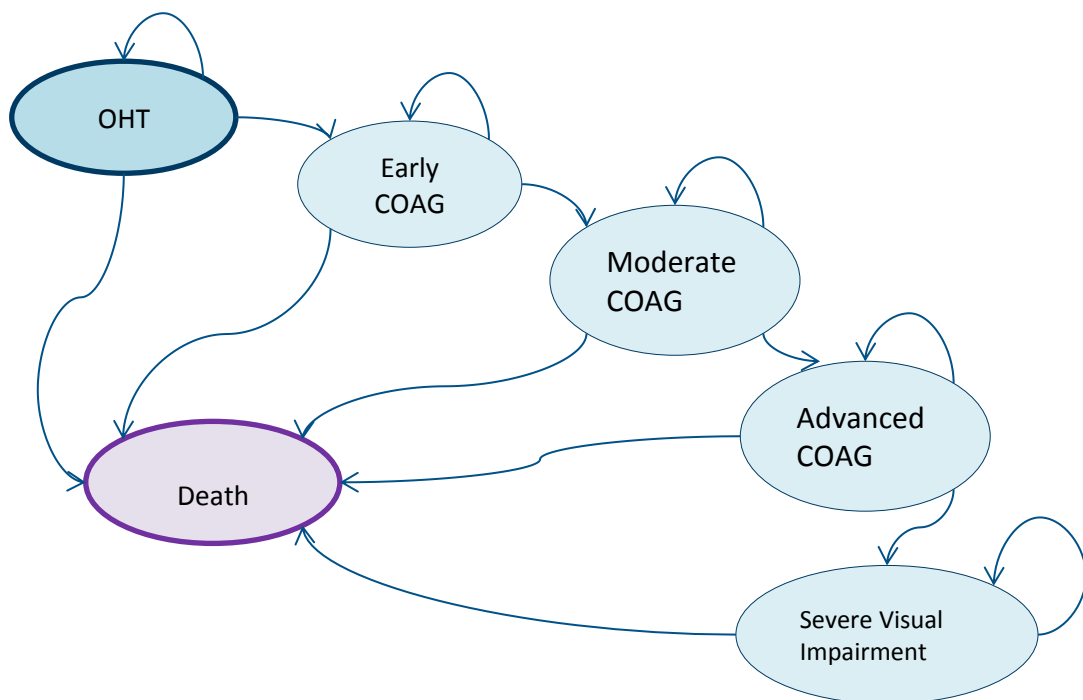 OHT
Early
COAG
Moderate
COAG
Advanced
COAG
Death
Severe Visual
Impairment